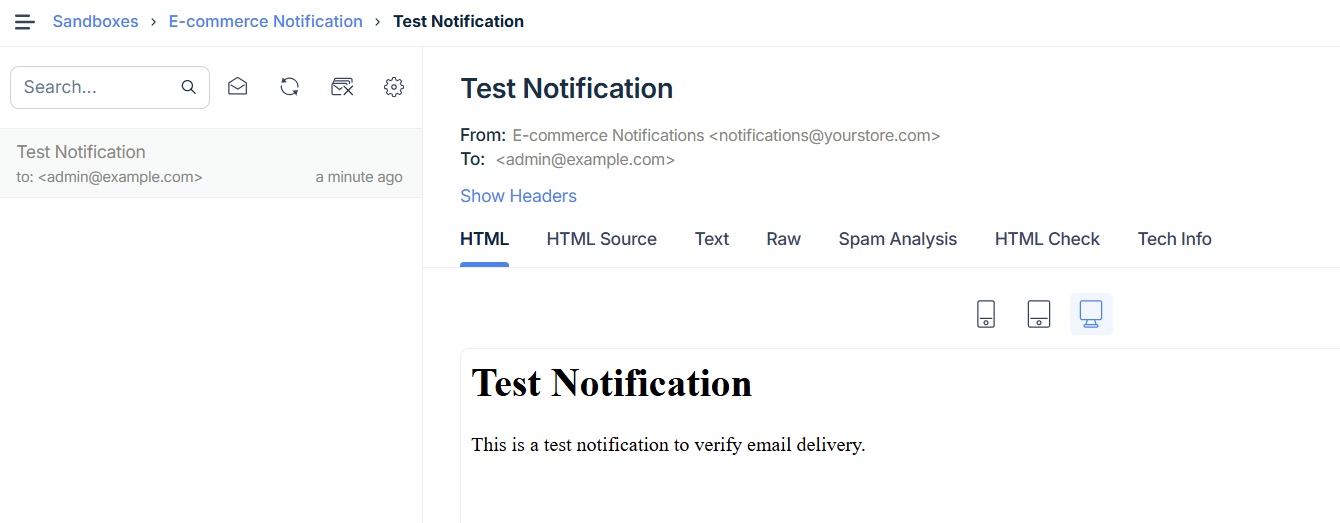 Sandboxes › E-commerce Notification › Test Notification
Search...
Test Notification
to: <admin@example.com> a minute ago
Test Notification
From: E-commerce Notifications <notifications@yourstore.com>
To: <admin@example.com>
Show Headers
HTML HTML Source Text Raw Spam Analysis HTML Check Tech Info
Test Notification
This is a test notification to verify email delivery.